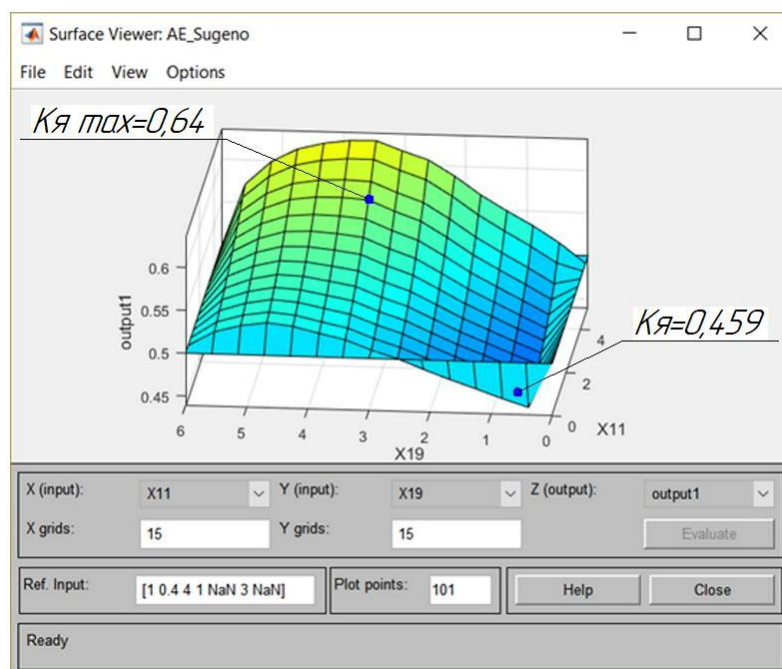 Surface Viewer: AE_Sugeno
File Edit View Options
Kя max=0,64
Kя=0,459
output1
0.6
0.55
0.5
0.45
6 5 4 3 2 1 0
X19
0 2 4
X11
X (input): X11 Y (input): X19 Z (output): output1
X grids: 15 Y grids: 15 Evaluate
Ref. Input: [1 0.4 4 1 NaN 3 NaN] Plot points: 101 Help Close
Ready